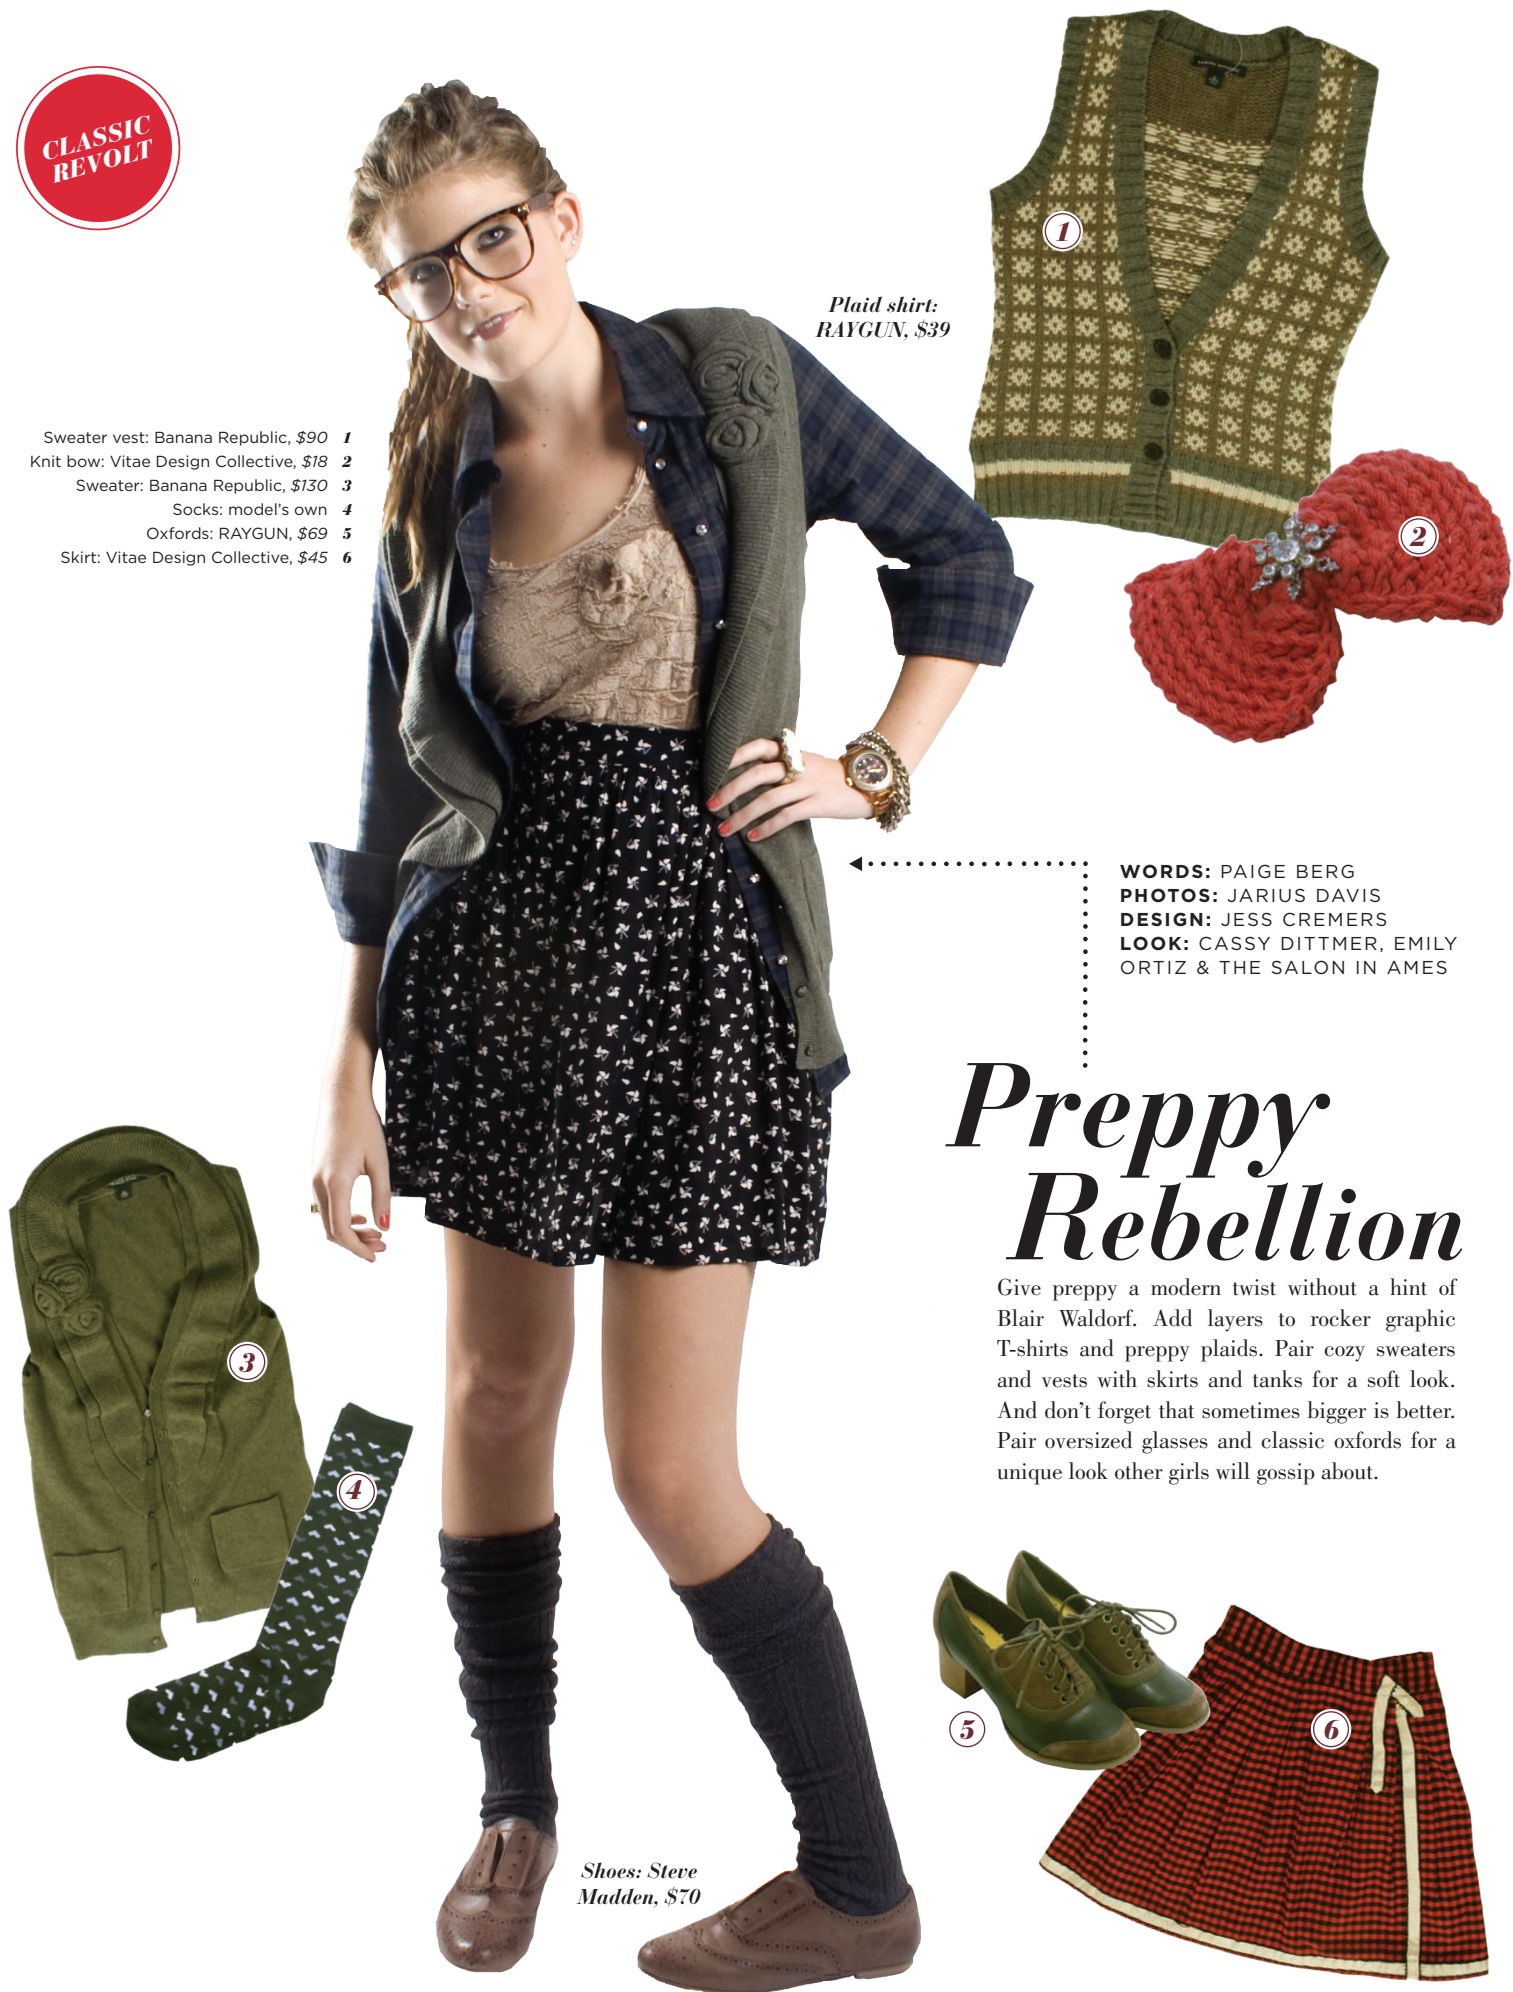 CLASSIC
REVOLT
1
Plaid shirt:
RAYGUN, $39
Sweater vest: Banana Republic, $90 1
Knit bow: Vitae Design Collective, $18 2
Sweater: Banana Republic, $130 3
Socks: model's own 4
Oxfords: RAYGUN, $69 5
Skirt: Vitae Design Collective, $45 6
2
WORDS: PAIGE BERG
PHOTOS: JARIUS DAVIS
DESIGN: JESS CREMERS
LOOK: CASSY DITTMER, EMILY
ORTIZ & THE SALON IN AMES
Preppy
Rebellion
Give preppy a modern twist without a hint of
Blair Waldorf. Add layers to rocker graphic
T-shirts and preppy plaids. Pair cozy sweaters
and vests with skirts and tanks for a soft look.
And don't forget that sometimes bigger is better.
Pair oversized glasses and classic oxfords for a
unique look other girls will gossip about.
3
4
5
6
Shoes: Steve
Madden, $70